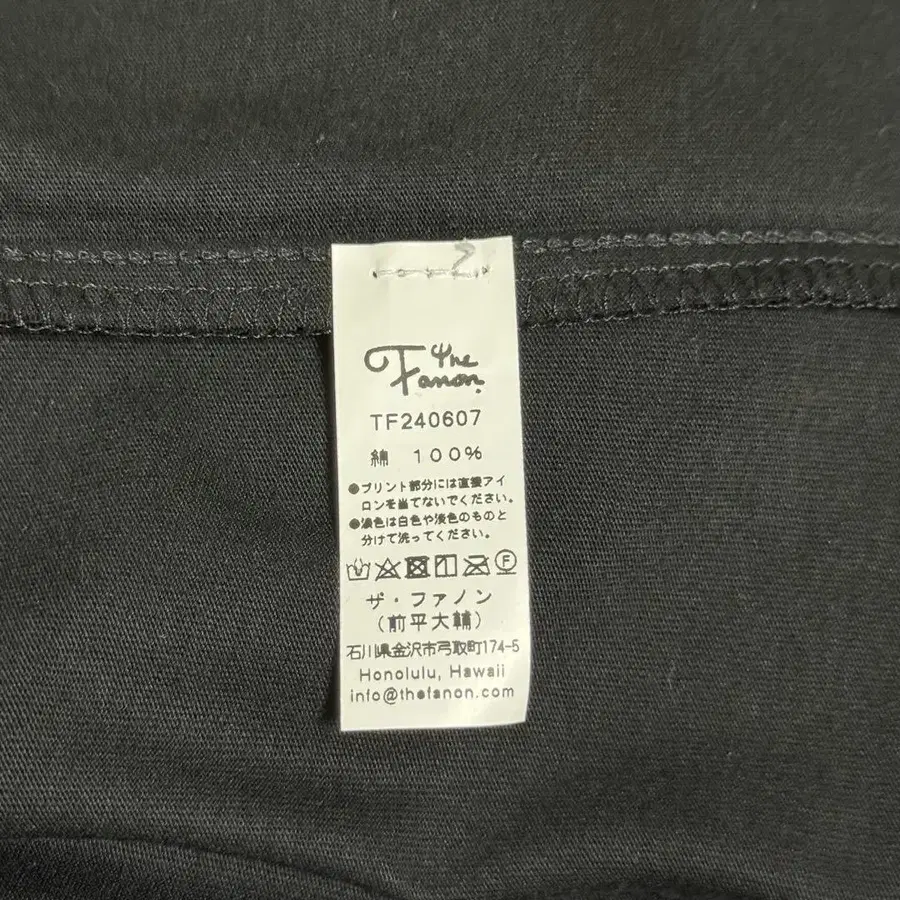 The
Fanon.
TF240607
綿 100%
●プリント部分には直接アイ
ロンを当てないでください。
●濃色は白色や淡色のものと
分けて洗ってください。
F
ザ・ファノン
(前平大輔)
石川県金沢市弓取町174-5
Honolulu, Hawaii
info@thefanon.com